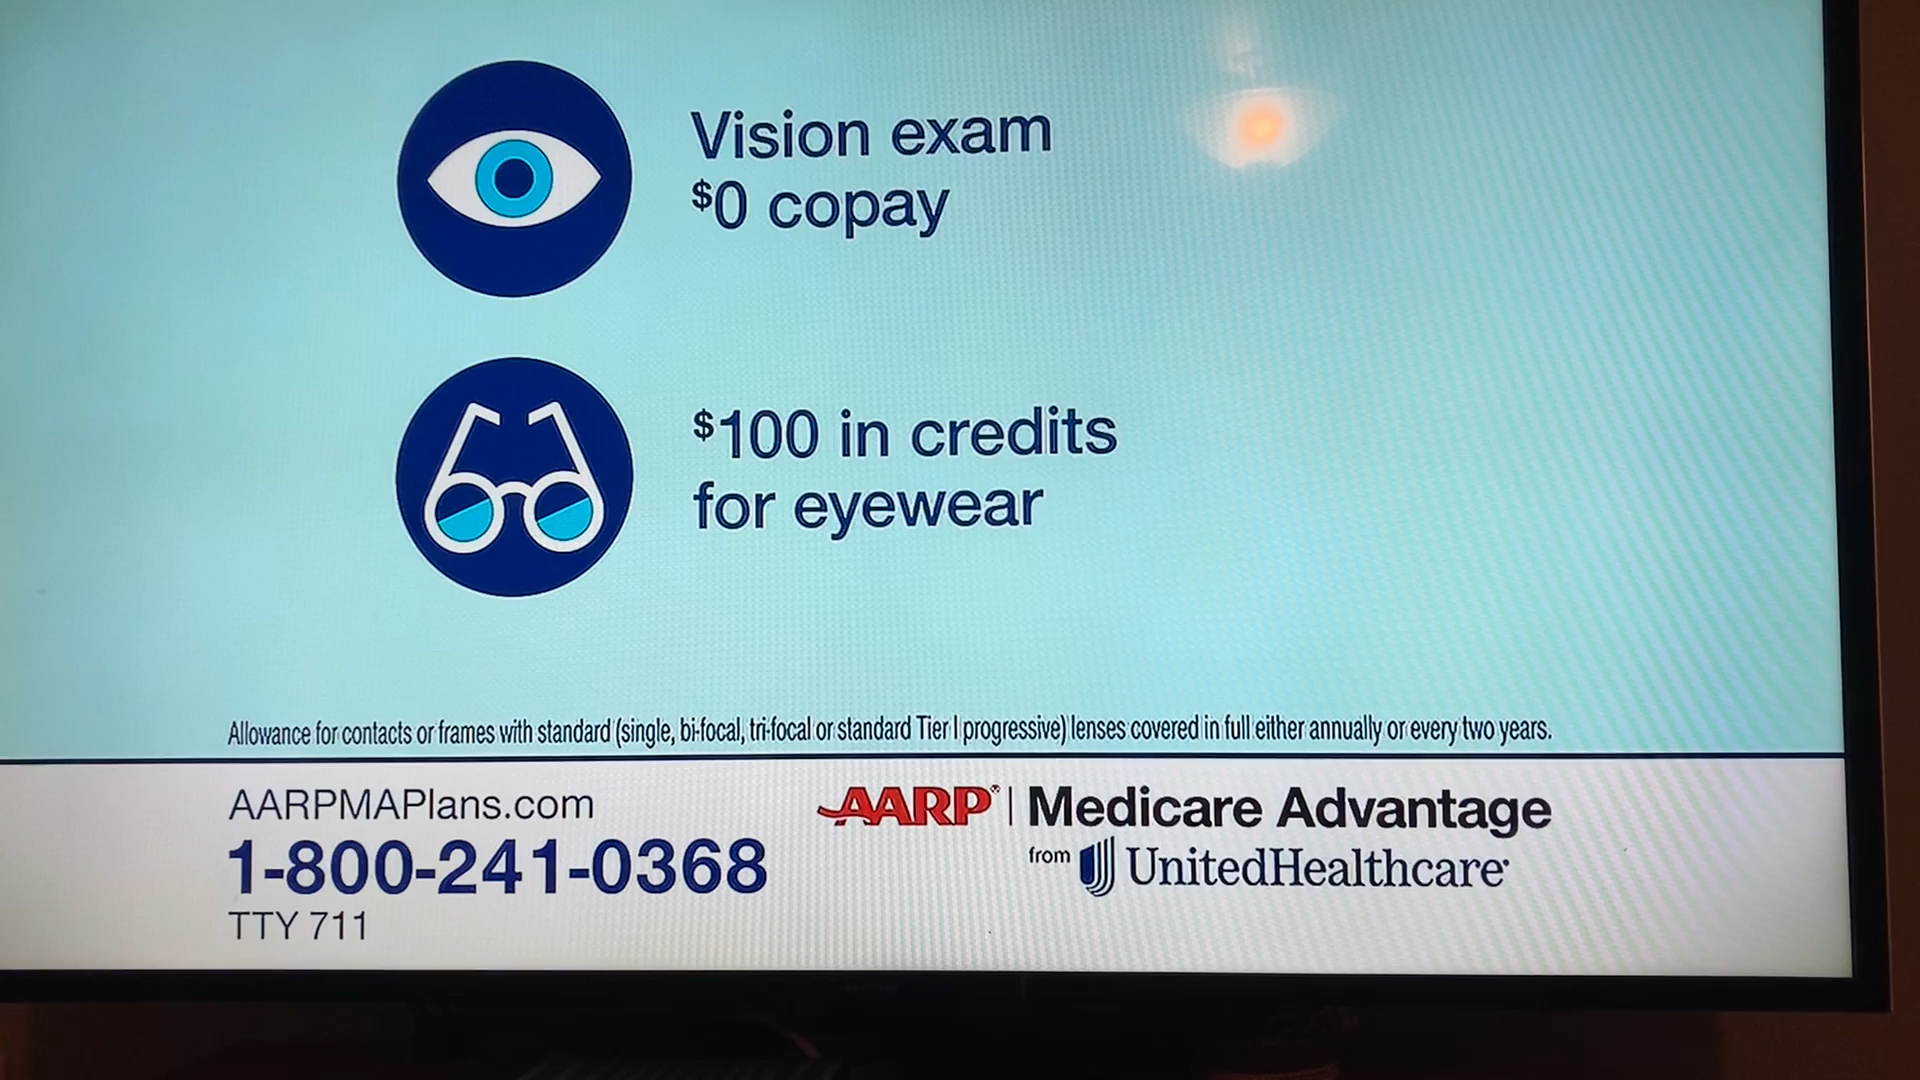 Vision exam
$0 copay
$100 in credits
for eyewear
Allowance for contacts or frames with standard (single, bi-focal, tri-focal or standard Tier I progressive) lenses covered in full either annually or every two years.
AARPMAPlans.com
1-800-241-0368
TTY 711
AARP® | Medicare Advantage
from UnitedHealthcare®